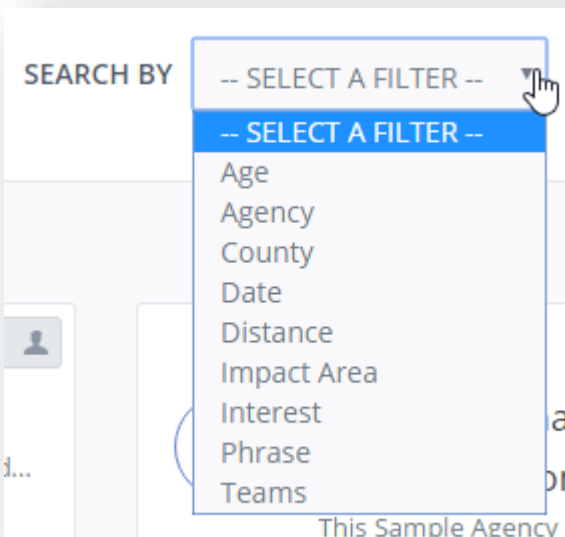 SEARCH BY -- SELECT A FILTER --
-- SELECT A FILTER --
Age
Agency
County
Date
Distance
Impact Area
Interest
Phrase
Teams
This Sample Agency